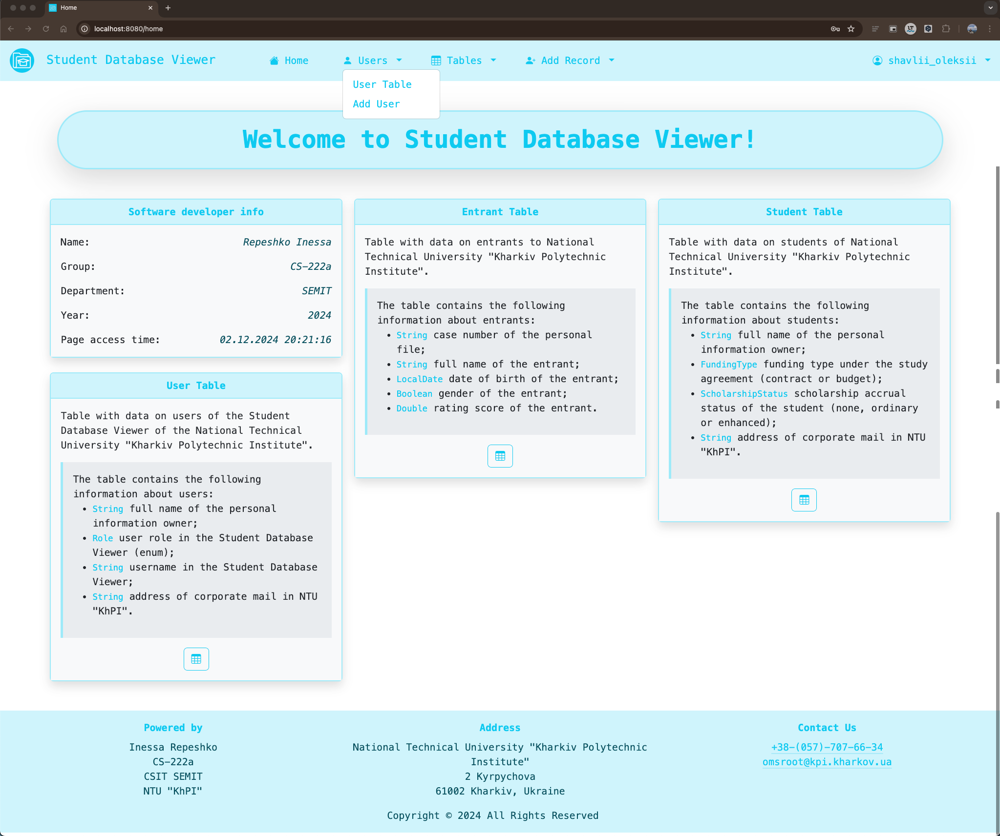 Home
localhost:8080/home
Student Database Viewer
Home
Users
Tables
Add Record
shavlii_oleksii
User Table
Add User
Welcome to Student Database Viewer!
Software developer info
Name: Repeshko Inessa
Group: CS-222a
Department: SEMIT
Year: 2024
Page access time: 02.12.2024 20:21:16
User Table
Table with data on users of the Student
Database Viewer of the National Technical
University "Kharkiv Polytechnic Institute".
The table contains the following
information about users:
• String full name of the personal
information owner;
• Role user role in the Student Database
Viewer (enum);
• String username in the Student Database
Viewer;
• String address of corporate mail in NTU
"KhPI".
Entrant Table
Table with data on entrants to National
Technical University "Kharkiv Polytechnic
Institute".
The table contains the following
information about entrants:
• String case number of the personal
file;
• String full name of the entrant;
• LocalDate date of birth of the entrant;
• Boolean gender of the entrant;
• Double rating score of the entrant.
Student Table
Table with data on students of National
Technical University "Kharkiv Polytechnic
Institute".
The table contains the following
information about students:
• String full name of the personal
information owner;
• FundingType funding type under the study
agreement (contract or budget);
• ScholarshipStatus scholarship accrual
status of the student (none, ordinary
or enhanced);
• String address of corporate mail in NTU
"KhPI".
Powered by
Inessa Repeshko
CS-222a
CSIT SEMIT
NTU "KhPI"
Address
National Technical University "Kharkiv Polytechnic
Institute"
2 Kyrpychova
61002 Kharkiv, Ukraine
Contact Us
+38-(057)-707-66-34
omsroot@kpi.kharkov.ua
Copyright © 2024 All Rights Reserved